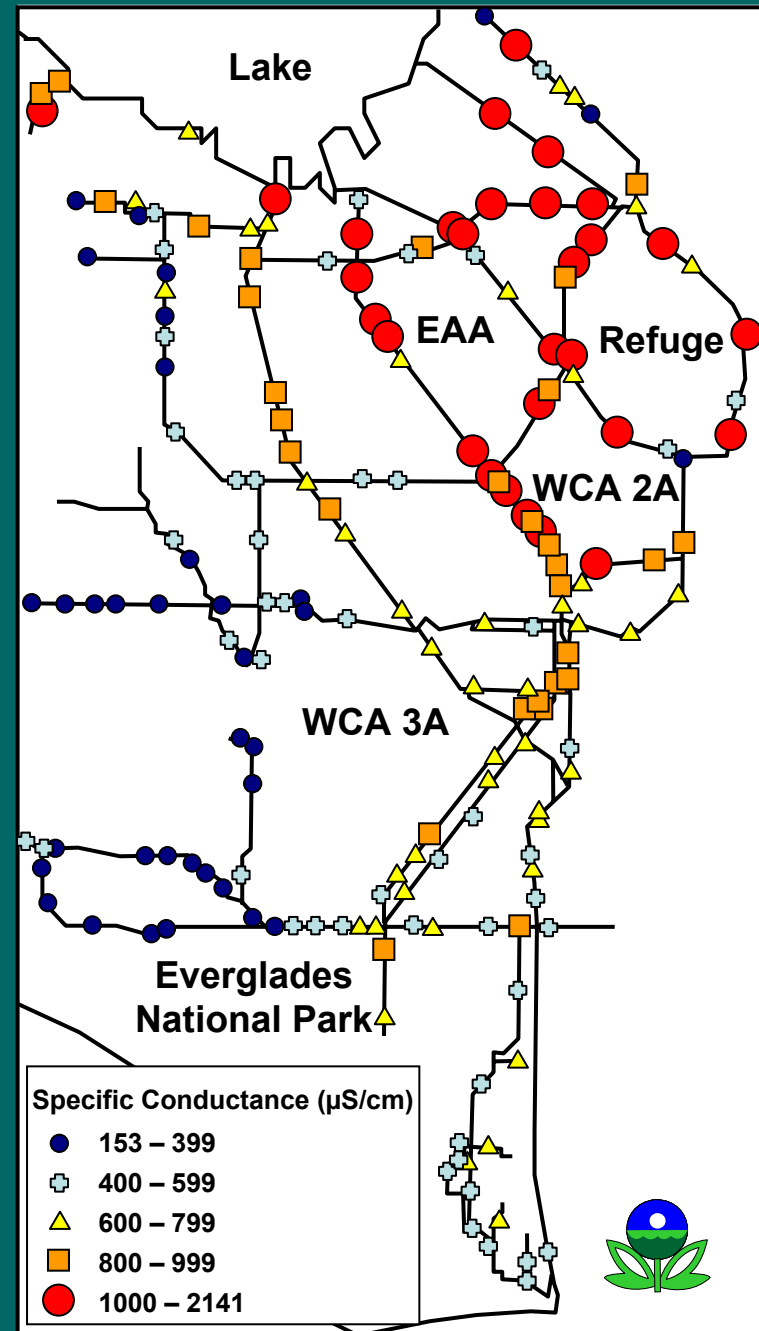 Lake
EAA
Refuge
WCA 2A
WCA 3A
Everglades
National Park
Specific Conductance (µS/cm)
153 – 399
400 – 599
600 – 799
800 – 999
1000 – 2141